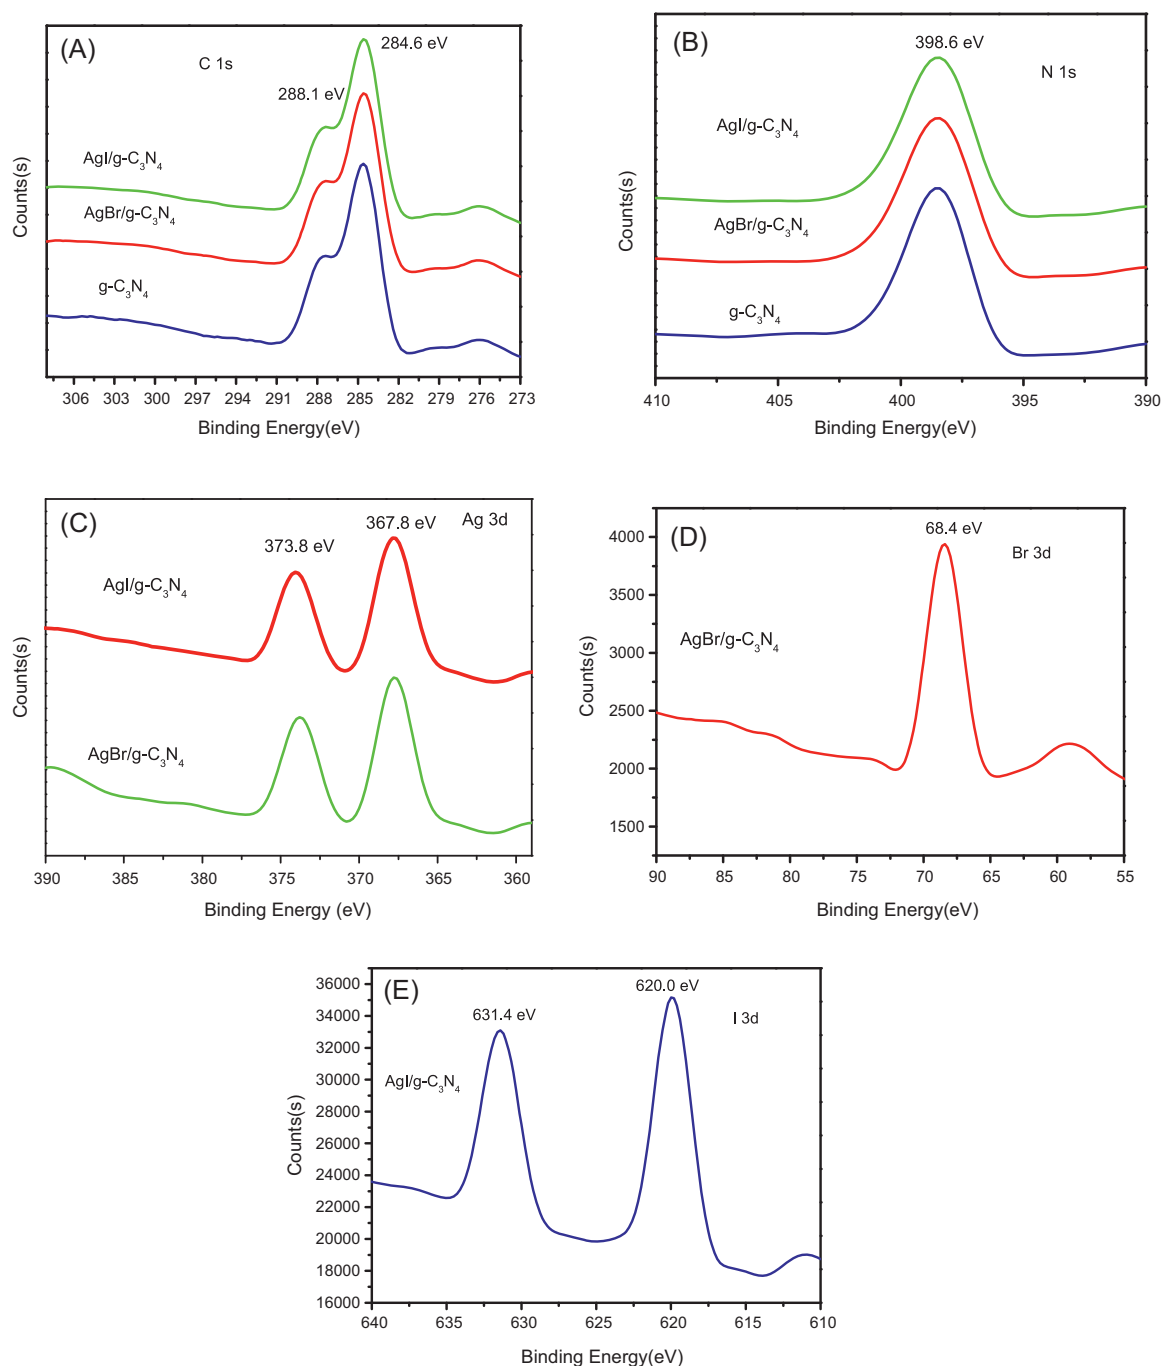 (A)
C 1s
284.6 eV
288.1 eV
AgI/g-C₃N₄
AgBr/g-C₃N₄
g-C₃N₄
Counts(s)
306 303 300 297 294 291 288 285 282 279 276 273
Binding Energy(eV)
(B)
398.6 eV
N 1s
AgI/g-C₃N₄
AgBr/g-C₃N₄
g-C₃N₄
Counts(s)
410 405 400 395 390
Binding Energy(eV)
(C)
367.8 eV
Ag 3d
373.8 eV
AgI/g-C₃N₄
AgBr/g-C₃N₄
Counts(s)
390 385 380 375 370 365 360
Binding Energy (eV)
(D)
68.4 eV
Br 3d
AgBr/g-C₃N₄
Counts(s)
4000
3500
3000
2500
2000
1500
90 85 80 75 70 65 60 55
Binding Energy(eV)
(E)
620.0 eV
631.4 eV
I 3d
AgI/g-C₃N₄
Counts(s)
36000
34000
32000
30000
28000
26000
24000
22000
20000
18000
16000
640 635 630 625 620 615 610
Binding Energy(eV)